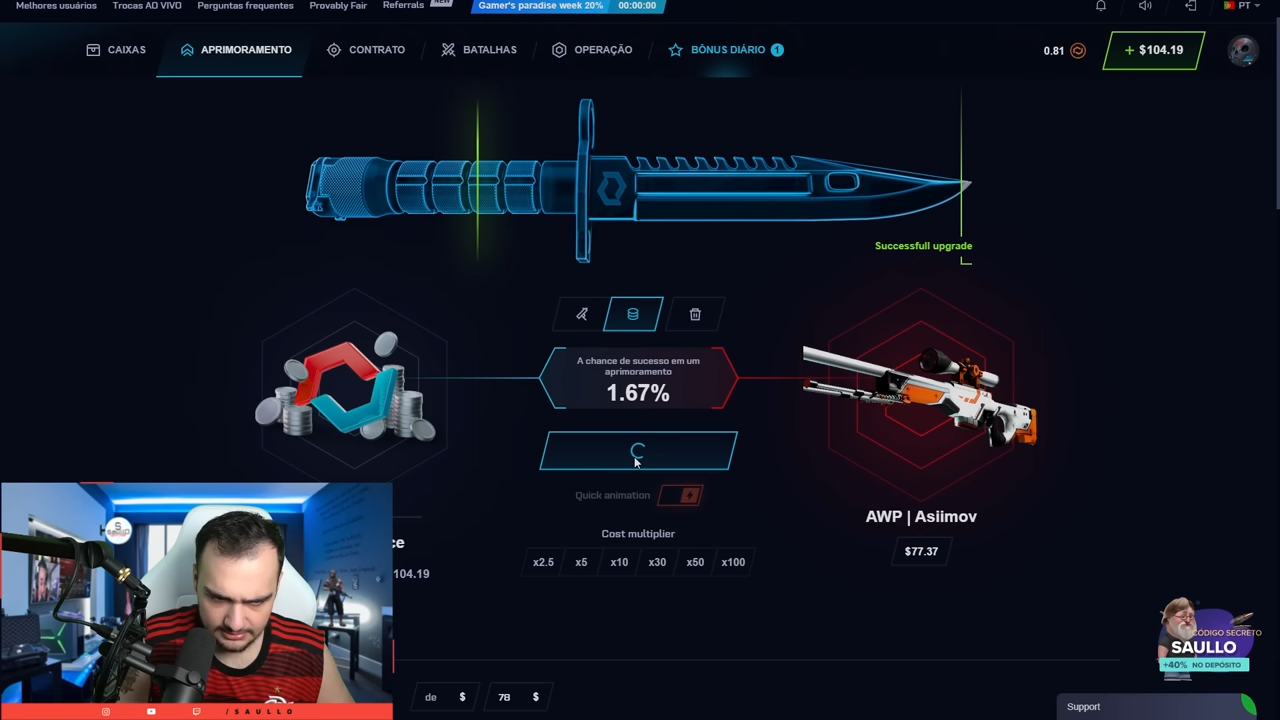 Melhores usuários Trocas AO VIVO Perguntas frequentes Provably Fair Referrals NEW Gamer's paradise week 20% 00:00:00 PT
CAIXAS APRIMORAMENTO CONTRATO BATALHAS OPERAÇÃO BÔNUS DIÁRIO 1 0.81 + $104.19
Successfull upgrade
A chance de sucesso em um
aprimoramento
1.67%
Quick animation
AWP | Asiimov
$77.37
Cost multiplier
x2.5 x5 x10 x30 x50 x100
ce
104.19
CÓDIGO SECRETO
SAULLO
+40% NO DEPÓSITO
de $ 78 $
Support
/SAULLO